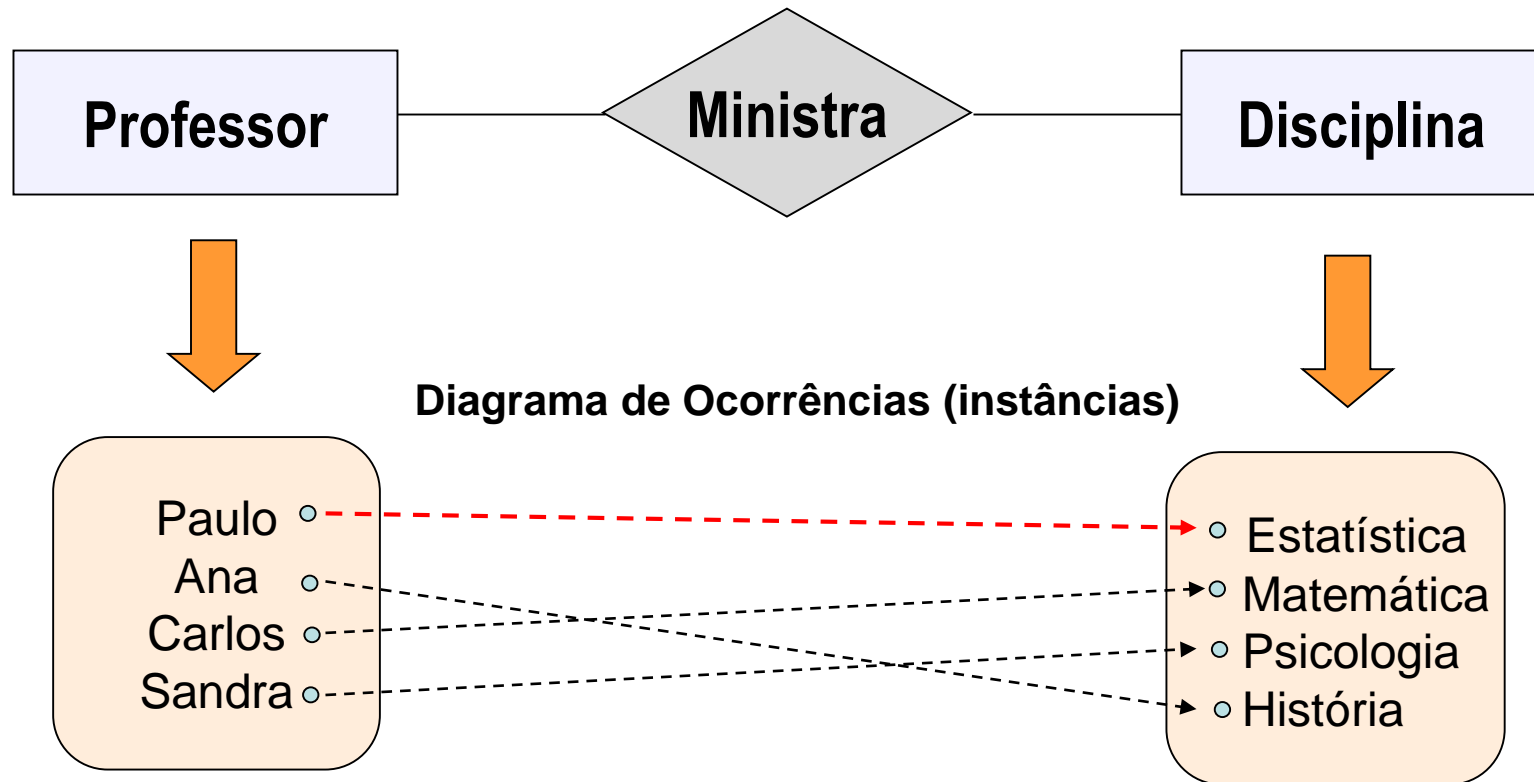 Professor
Ministra
Disciplina
Diagrama de Ocorrências (instâncias)
Paulo
Ana
Carlos
Sandra
Estatística
Matemática
Psicologia
História